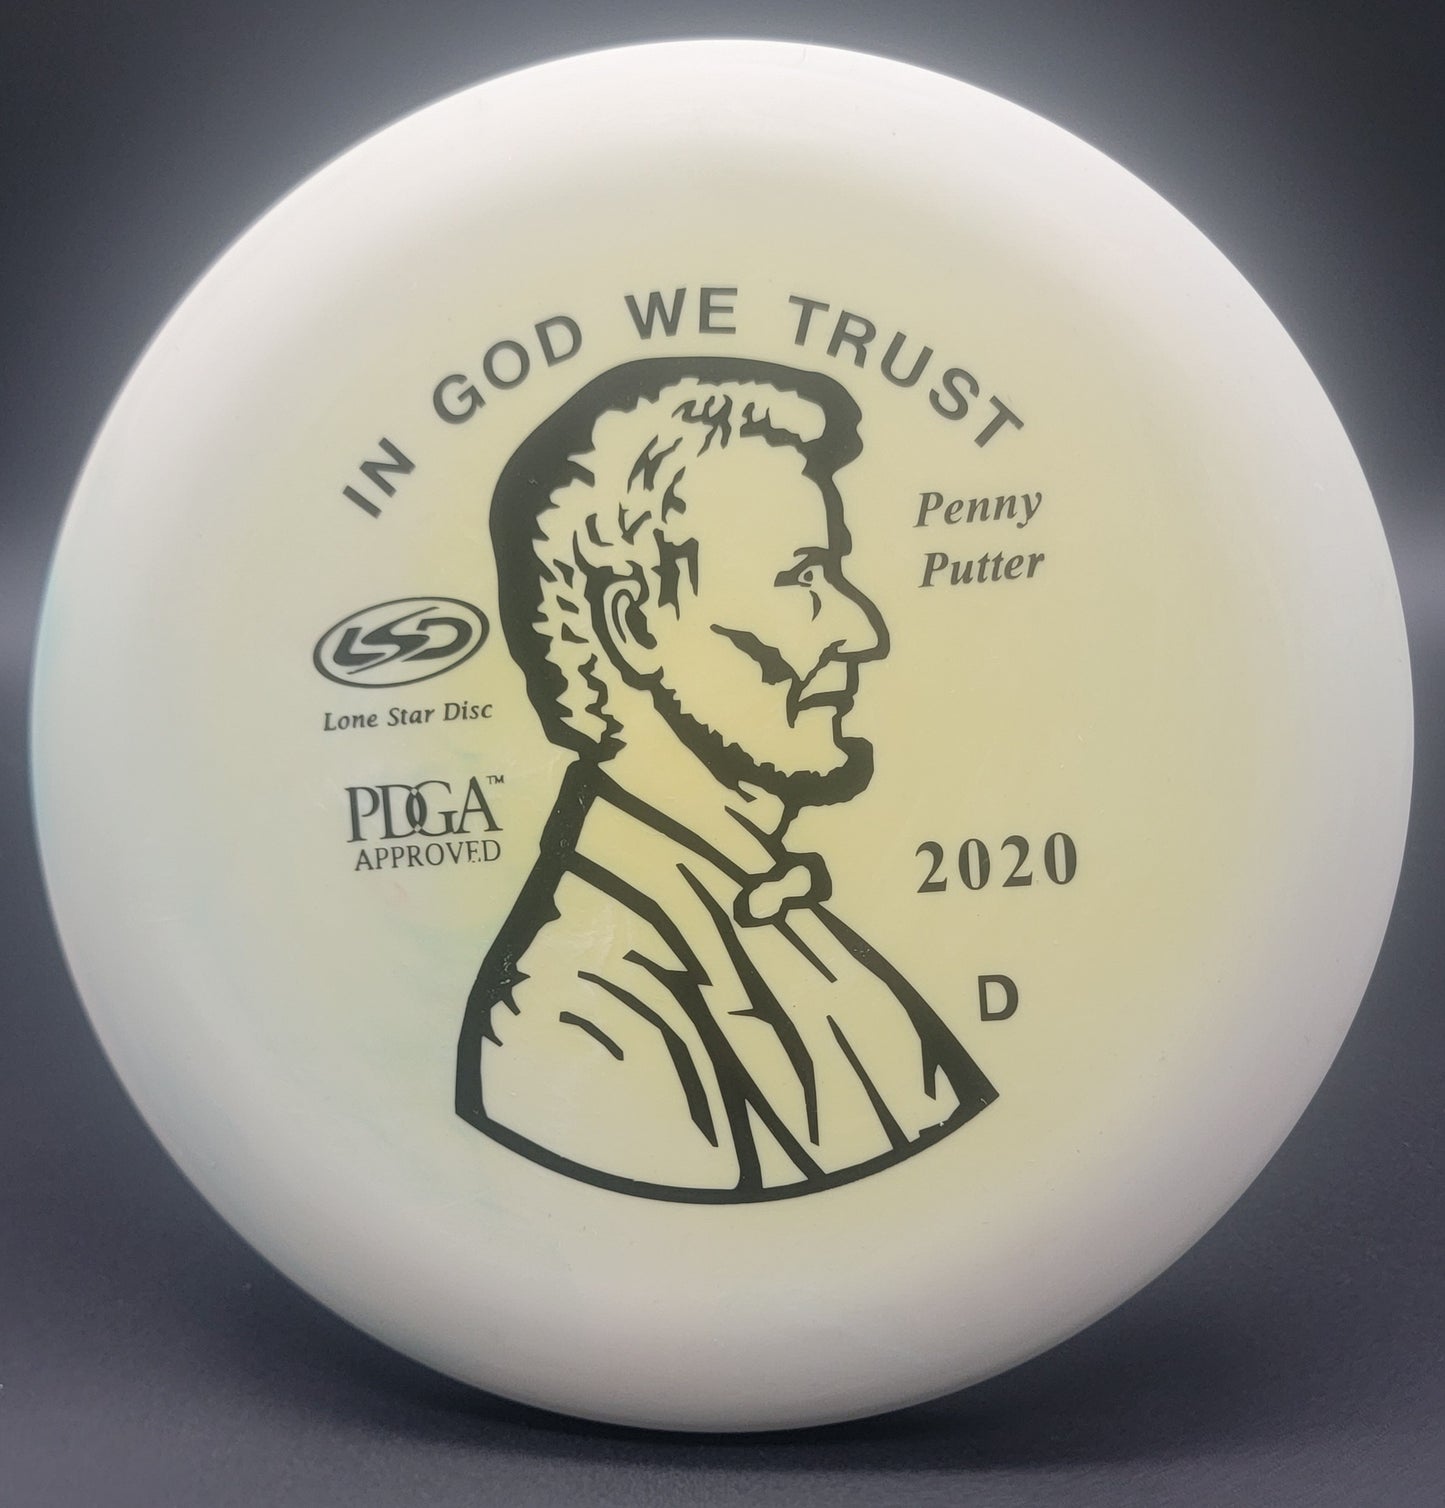 IN GOD WE TRUST
Penny
Putter
LSD
Lone Star Disc
PDGA™
APPROVED
2020
D